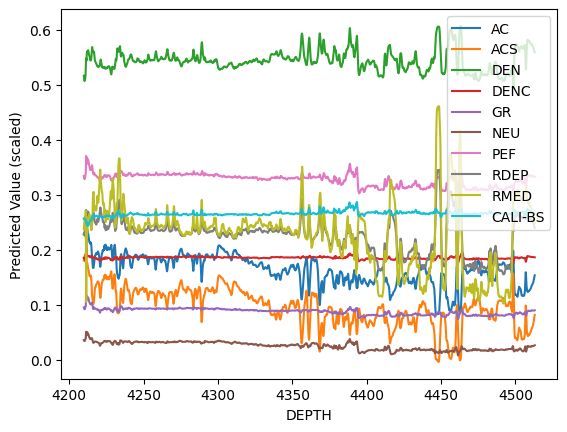 0.6
0.5
0.4
0.3
0.2
0.1
0.0
Predicted Value (scaled)
4200 4250 4300 4350 4400 4450 4500
DEPTH
AC
ACS
DEN
DENC
GR
NEU
PEF
RDEP
RMED
CALI-BS